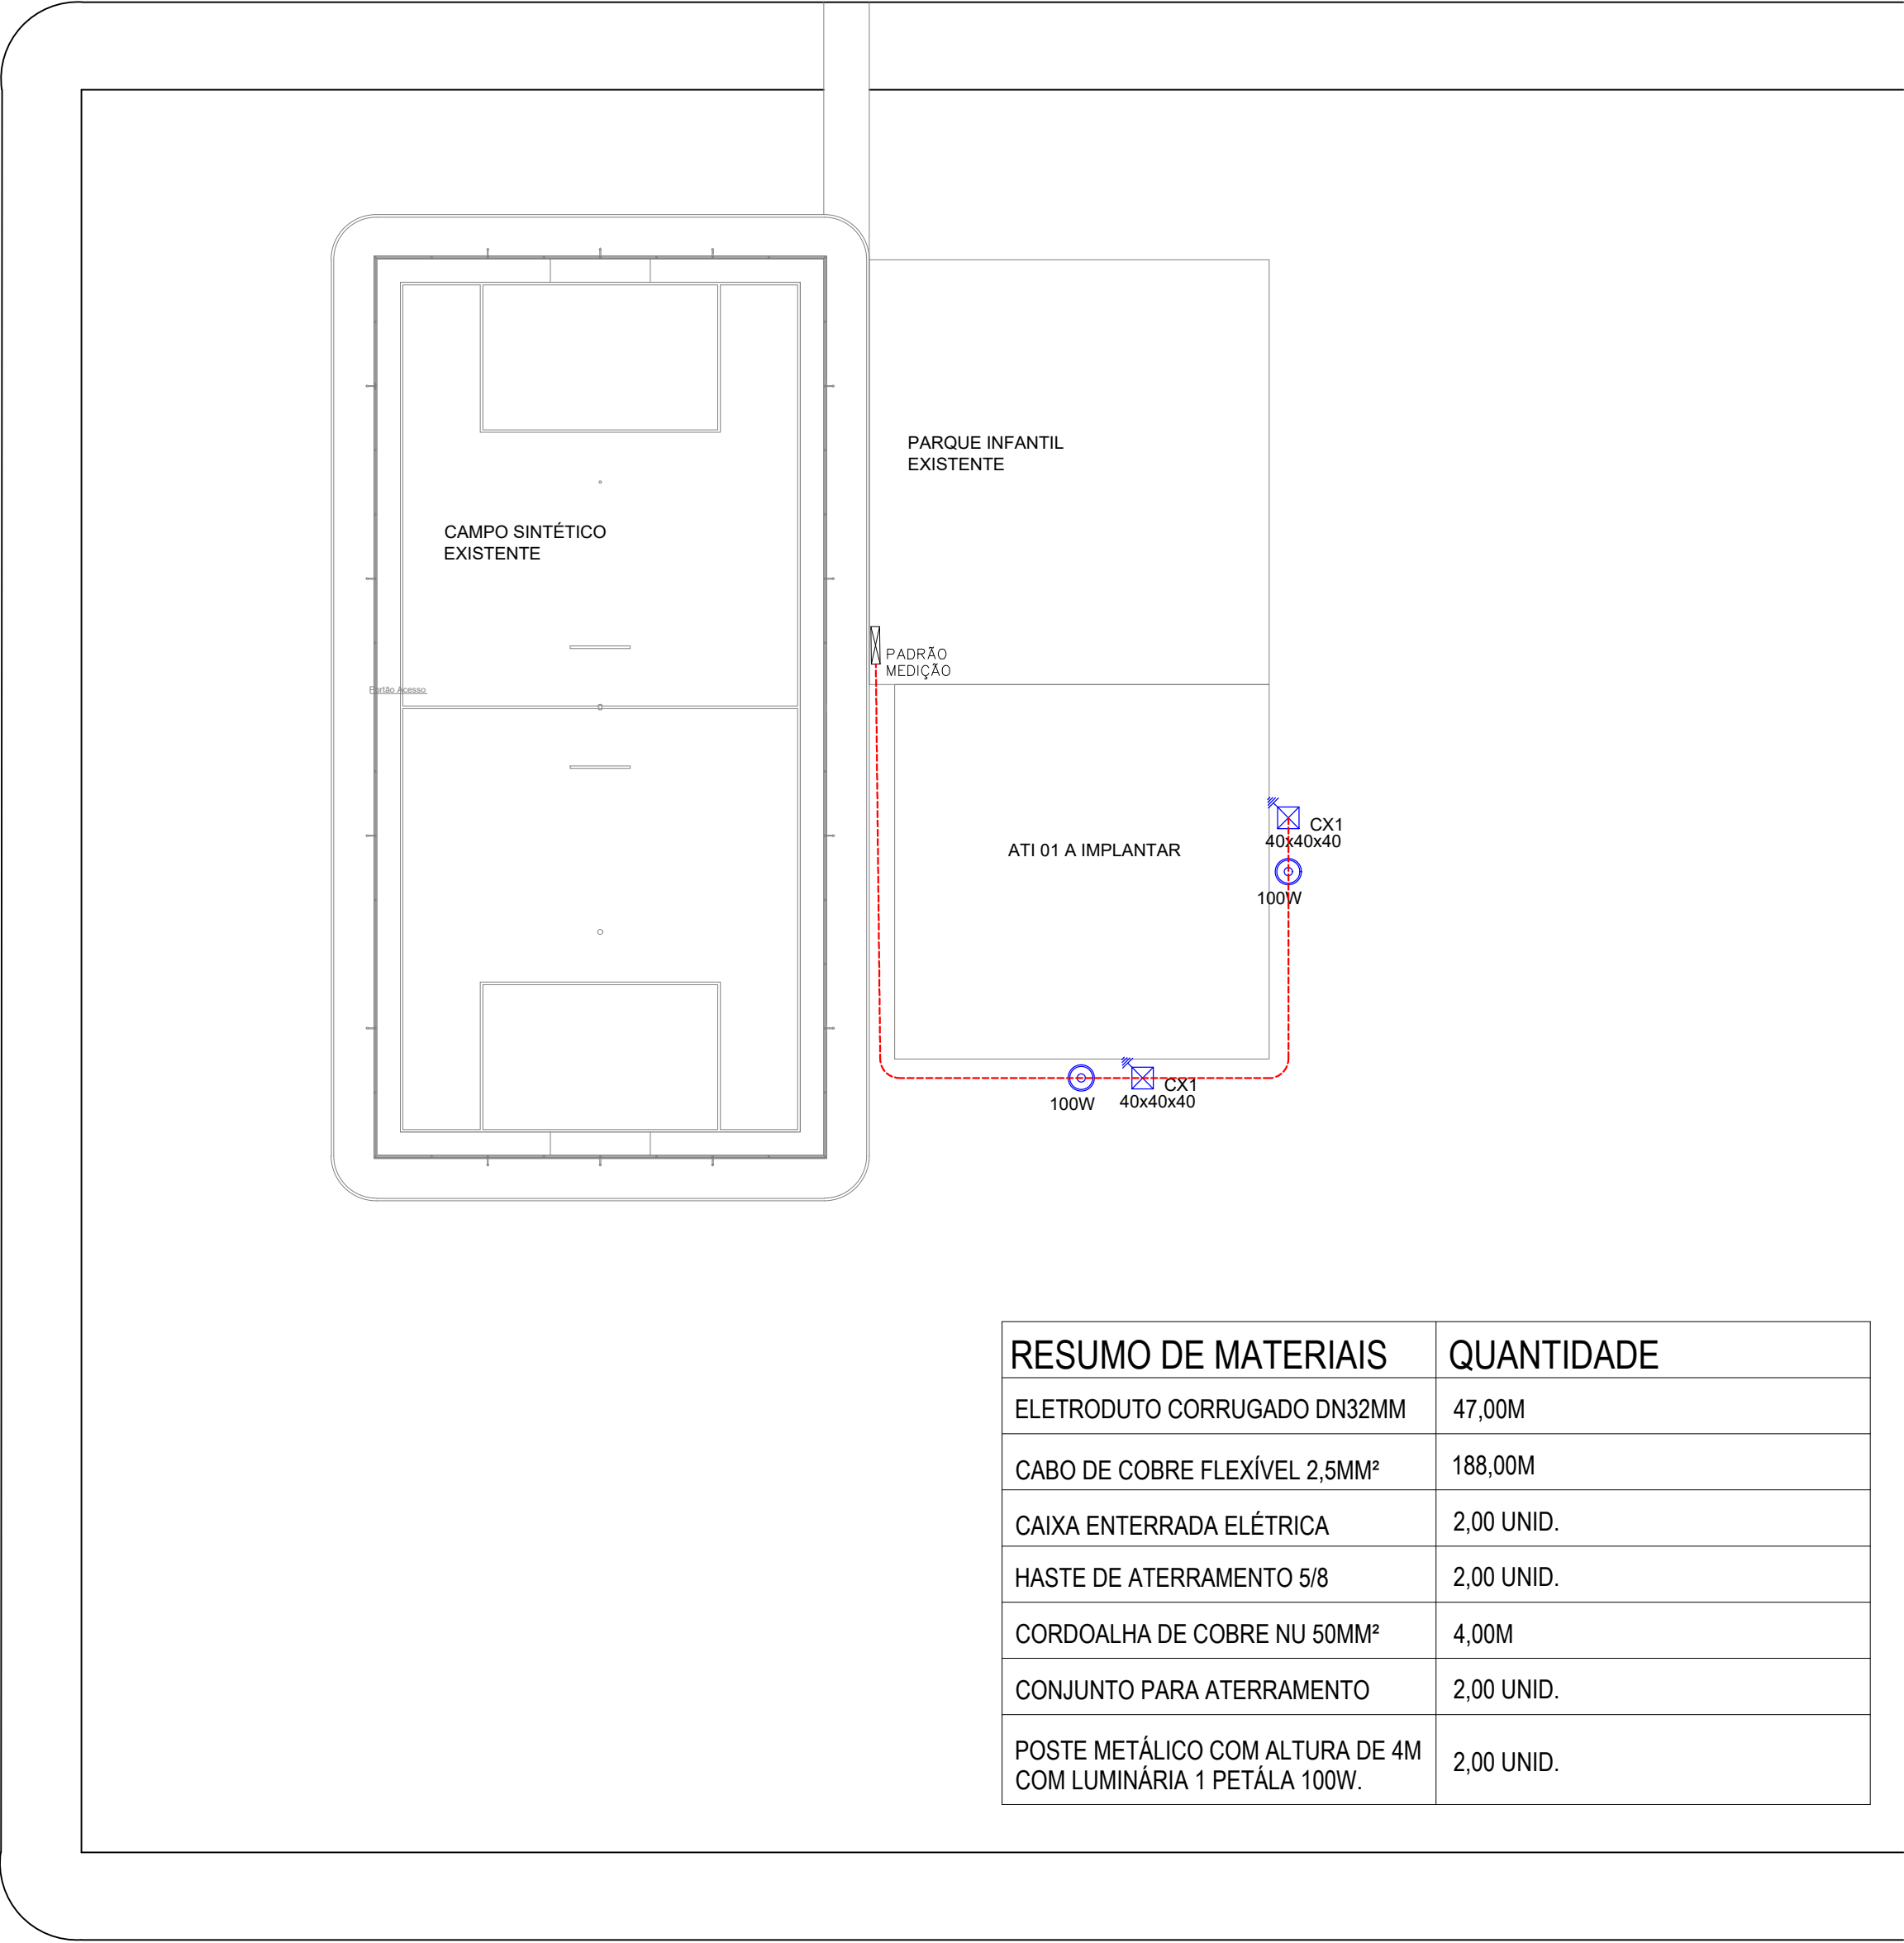 PARQUE INFANTIL
EXISTENTE
CAMPO SINTÉTICO
EXISTENTE
PADRÃO
MEDIÇÃO
Portão Acesso
CX1
40x40x40
ATI 01 A IMPLANTAR
100W
CX1
100W
40x40x40
RESUMO DE MATERIAIS QUANTIDADE
ELETRODUTO CORRUGADO DN32MM 47,00M
CABO DE COBRE FLEXÍVEL 2,5MM² 188,00M
CAIXA ENTERRADA ELÉTRICA 2,00 UNID.
HASTE DE ATERRAMENTO 5/8 2,00 UNID.
CORDOALHA DE COBRE NU 50MM² 4,00M
CONJUNTO PARA ATERRAMENTO 2,00 UNID.
POSTE METÁLICO COM ALTURA DE 4M
COM LUMINÁRIA 1 PETÁLA 100W.
2,00 UNID.